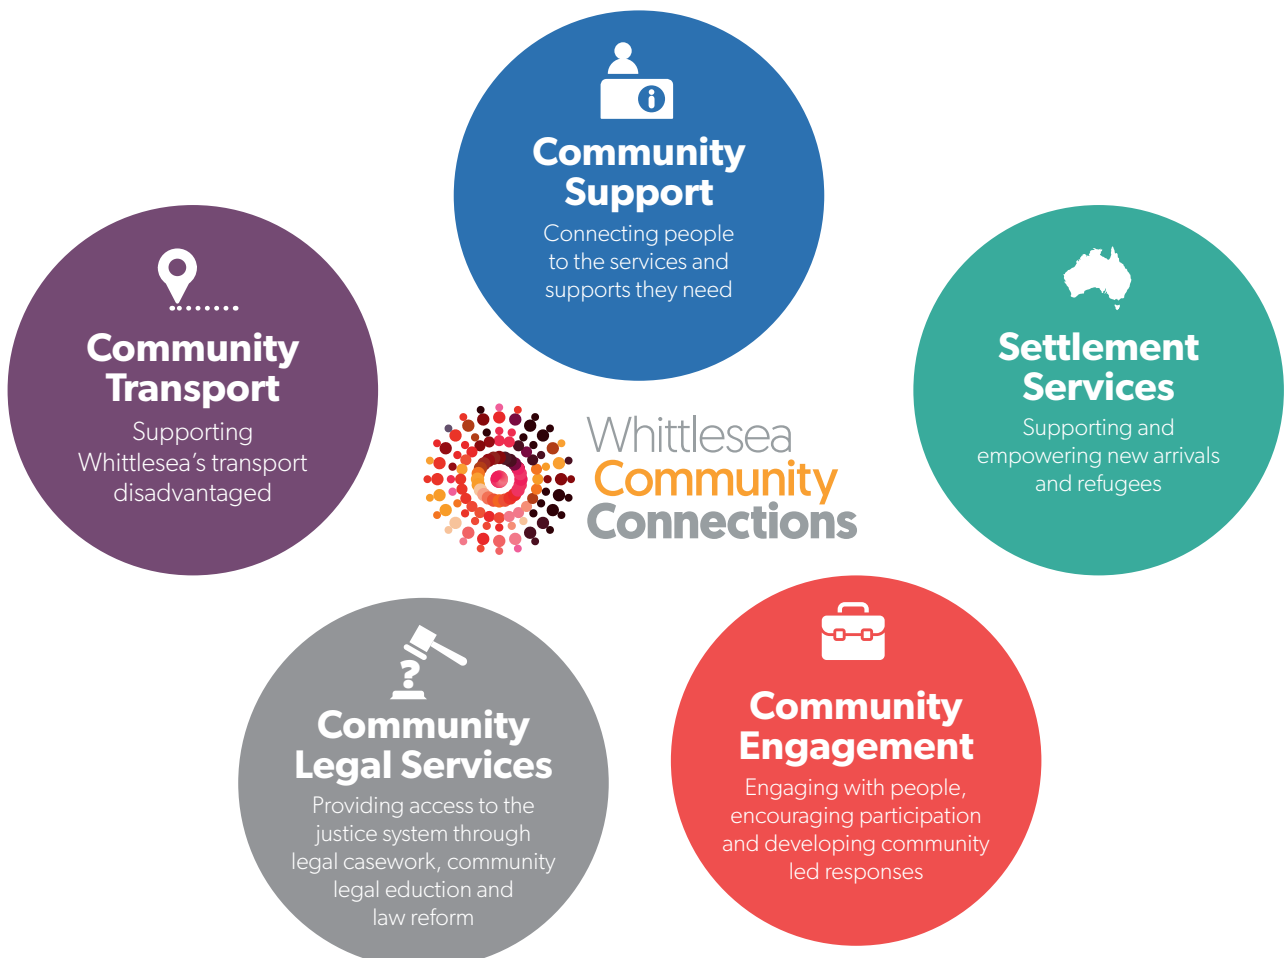 Community
Support
Connecting people
to the services and
supports they need
Community
Transport
Supporting
Whittlesea's transport
disadvantaged
Settlement
Services
Supporting and
empowering new arrivals
and refugees
Whittlesea
Community
Connections
Community
Legal Services
Providing access to the
justice system through
legal casework, community
legal eduction and
law reform
Community
Engagement
Engaging with people,
encouraging participation
and developing community
led responses